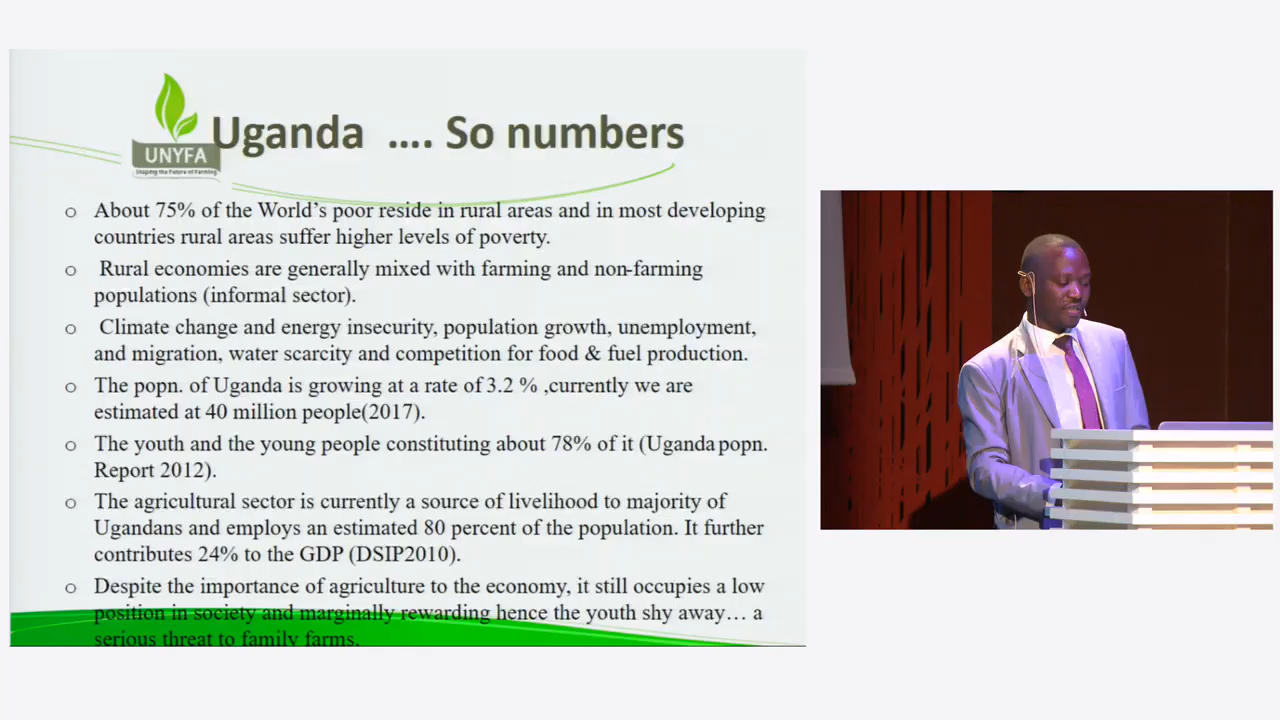 Uganda .... So numbers
UNYFA
Shaping the Future of Farming
o About 75% of the World's poor reside in rural areas and in most developing
countries rural areas suffer higher levels of poverty.
o Rural economies are generally mixed with farming and non-farming
populations (informal sector).
o Climate change and energy insecurity, population growth, unemployment,
and migration, water scarcity and competition for food & fuel production.
o The popn. of Uganda is growing at a rate of 3.2 % ,currently we are
estimated at 40 million people(2017).
o The youth and the young people constituting about 78% of it (Uganda popn.
Report 2012).
o The agricultural sector is currently a source of livelihood to majority of
Ugandans and employs an estimated 80 percent of the population. It further
contributes 24% to the GDP (DSIP2010).
o Despite the importance of agriculture to the economy, it still occupies a low
position in society and marginally rewarding hence the youth shy away… a
serious threat to family farms.